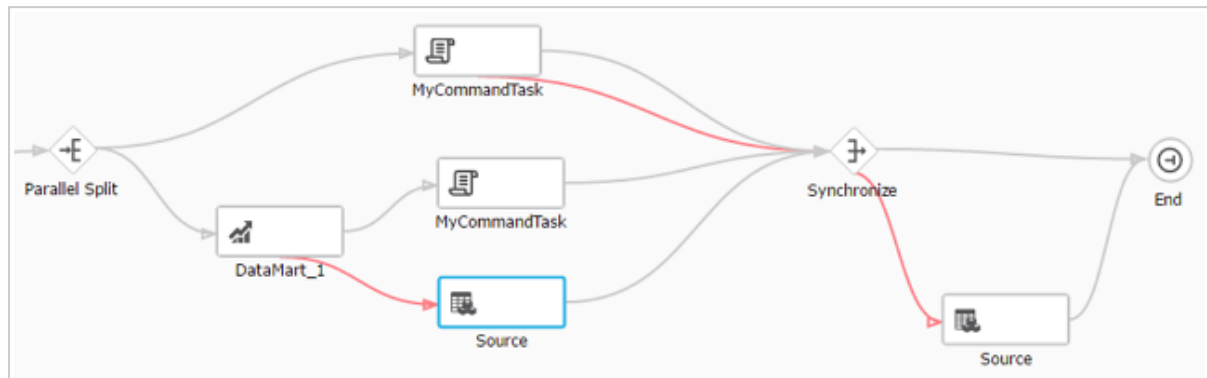 MyCommandTask
Parallel Split
MyCommandTask
Synchronize
End
DataMart_1
Source
Source